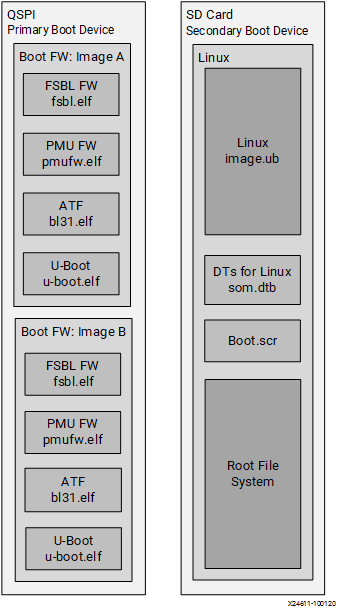 QSPI
Primary Boot Device
Boot FW: Image A
FSBL FW
fsbl.elf
PMU FW
pmufw.elf
ATF
bl31.elf
U-Boot
u-boot.elf
Boot FW: Image B
FSBL FW
fsbl.elf
PMU FW
pmufw.elf
ATF
bl31.elf
U-Boot
u-boot.elf
SD Card
Secondary Boot Device
Linux
Linux
image.ub
DTs for Linux
som.dtb
Boot.scr
Root File
System
X24611-100120